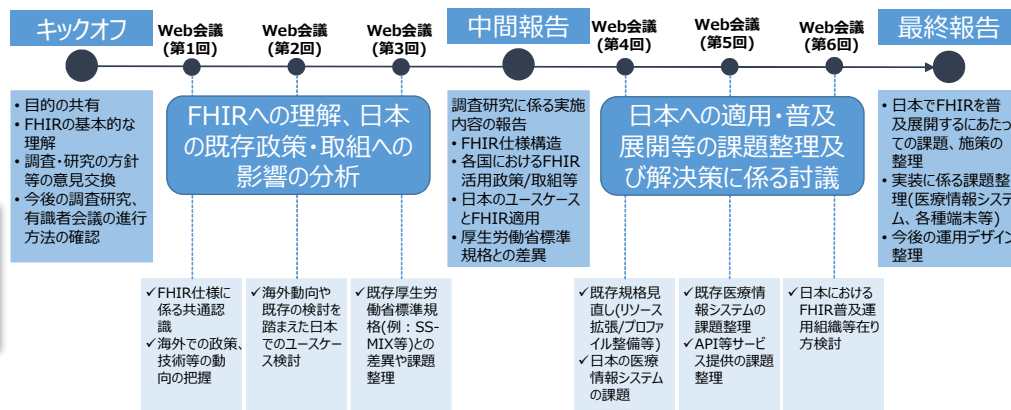 キックオフ
Web会議
(第1回)
Web会議
(第2回)
Web会議
(第3回)
中間報告
Web会議
(第4回)
Web会議
(第5回)
Web会議
(第6回)
最終報告
• 目的の共有
• FHIRの基本的な
理解
• 調査・研究の方針
等の意見交換
• 今後の調査研究、
有識者会議の進行
方法の確認
FHIRへの理解、日本
の既存政策・取組への
影響の分析
調査研究に係る実施
内容の報告
• FHIR仕様構造
• 各国におけるFHIR
活用政策/取組等
• 日本のユースケース
とFHIR適用
• 厚生労働省標準
規格との差異
日本への適用・普及
展開等の課題整理及
び解決策に係る討議
• 日本でFHIRを普
及展開するにあたっ
ての課題、施策の
整理
• 実装に係る課題整
理(医療情報システ
ム、各種端末等)
• 今後の運用デザイン
整理
✓FHIR仕様に
係る共通認
識
✓海外での政策、
技術等の動
向の把握
✓海外動向や
既存の検討を
踏まえた日本
でのユースケー
ス検討
✓既存厚生労
働省標準規
格(例:SS-
MIX等)との
差異や課題
整理
✓既存規格見
直し(リソース
拡張/プロファ
イル整備等)
✓日本の医療
情報システム
の課題
✓既存医療情
報システムの
課題整理
✓API等サービ
ス提供の課題
整理
✓日本における
FHIR普及運
用組織等在り
方検討